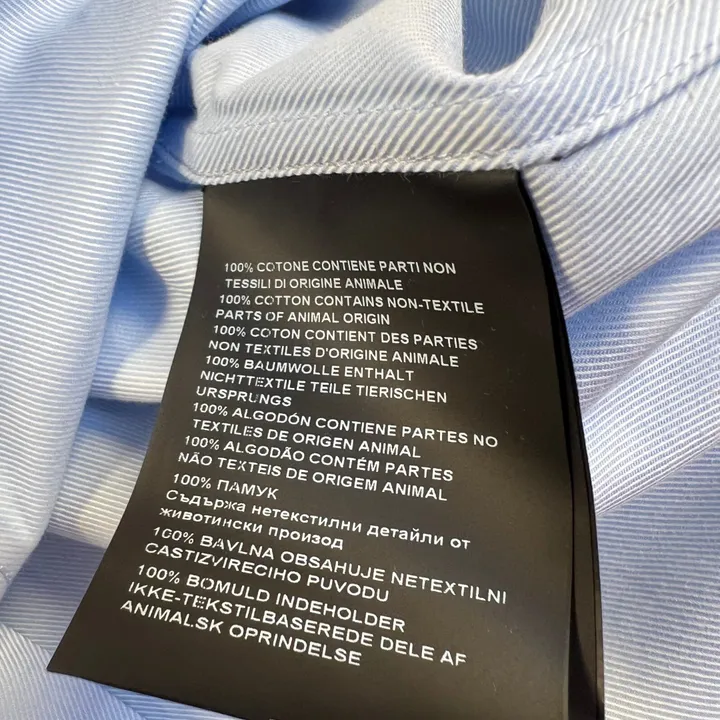 100% COTONE CONTIENE PARTI NON
TESSILI DI ORIGINE ANIMALE
100% COTTON CONTAINS NON-TEXTILE
PARTS OF ANIMAL ORIGIN
100% COTON CONTIENT DES PARTIES
NON TEXTILES D'ORIGINE ANIMALE
100% BAUMWOLLE ENTHALT
NICHTTEXTILE TEILE TIERISCHEN
URSPRUNGS
100% ALGODÓN CONTIENE PARTES NO
TEXTILES DE ORIGEN ANIMAL
100% ALGODÃO CONTÉM PARTES
NÃO TEXTEIS DE ORIGEM ANIMAL
100% ПАМУК
Съдържа нетекстилни детайли от
животински произод
100% BAVLNA OBSAHUJE NETEXTILNI
CASTIZVIRECIHO PUVODU
100% BOMULD INDEHOLDER
IKKE-TEKSTILBASEREDE DELE AF
ANIMAL.SK OPRINDELSE